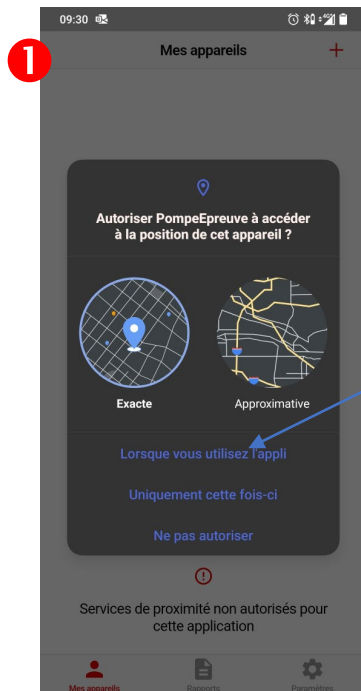 09:30
1
Mes appareils +
Autoriser PompeEpreuve à accéder
à la position de cet appareil ?
Exacte
Approximative
Lorsque vous utilisez l'appli
Uniquement cette fois-ci
Ne pas autoriser
Services de proximité non autorisés pour
cette application
Mes appareils
Rapports
Paramètres